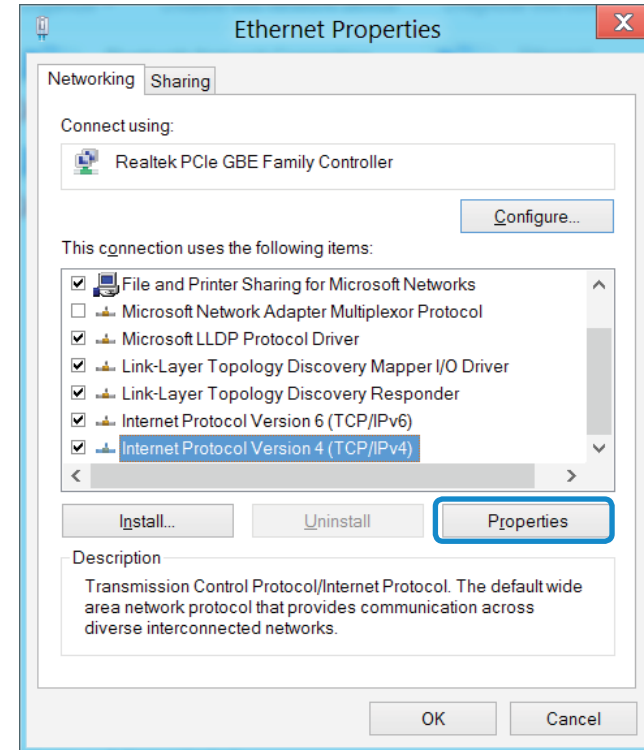 Ethernet Properties
X
Networking
Sharing
Connect using:
Realtek PCIe GBE Family Controller
Configure...
This connection uses the following items:
File and Printer Sharing for Microsoft Networks
Microsoft Network Adapter Multiplexor Protocol
Microsoft LLDP Protocol Driver
Link-Layer Topology Discovery Mapper I/O Driver
Link-Layer Topology Discovery Responder
Internet Protocol Version 6 (TCP/IPv6)
Internet Protocol Version 4 (TCP/IPv4)
Install...
Uninstall
Properties
Description
Transmission Control Protocol/Internet Protocol. The default wide
area network protocol that provides communication across
diverse interconnected networks.
OK
Cancel